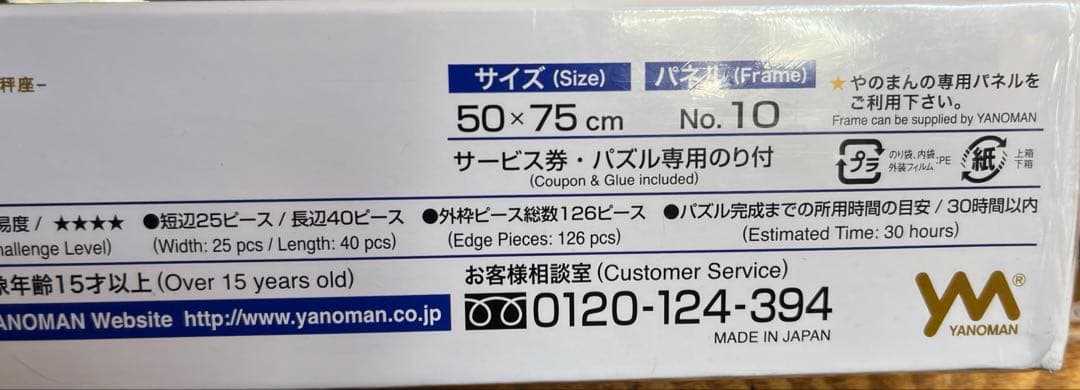 秤座-
サイズ (Size) パネル (Frame)
50×75 cm No. 10
★やのまんの専用パネルを
ご利用下さい。
Frame can be supplied by YANOMAN
サービス券・パズル専用のり付
(Coupon & Glue included)
プラ
のり袋、内袋、
外装フィルム:PE
紙
上箱
下箱
易度 / ★★★★ ●短辺25ピース / 長辺40ピース ●外枠ピース総数126ピース ●パズル完成までの所用時間の目安 / 30時間以内
hallenge Level) (Width: 25 pcs / Length: 40 pcs) (Edge Pieces: 126 pcs) (Estimated Time: 30 hours)
象年齢15才以上 (Over 15 years old)
お客様相談室 (Customer Service)
ANOMAN Website http://www.yanoman.co.jp
0120-124-394
MADE IN JAPAN
YM®
YANOMAN